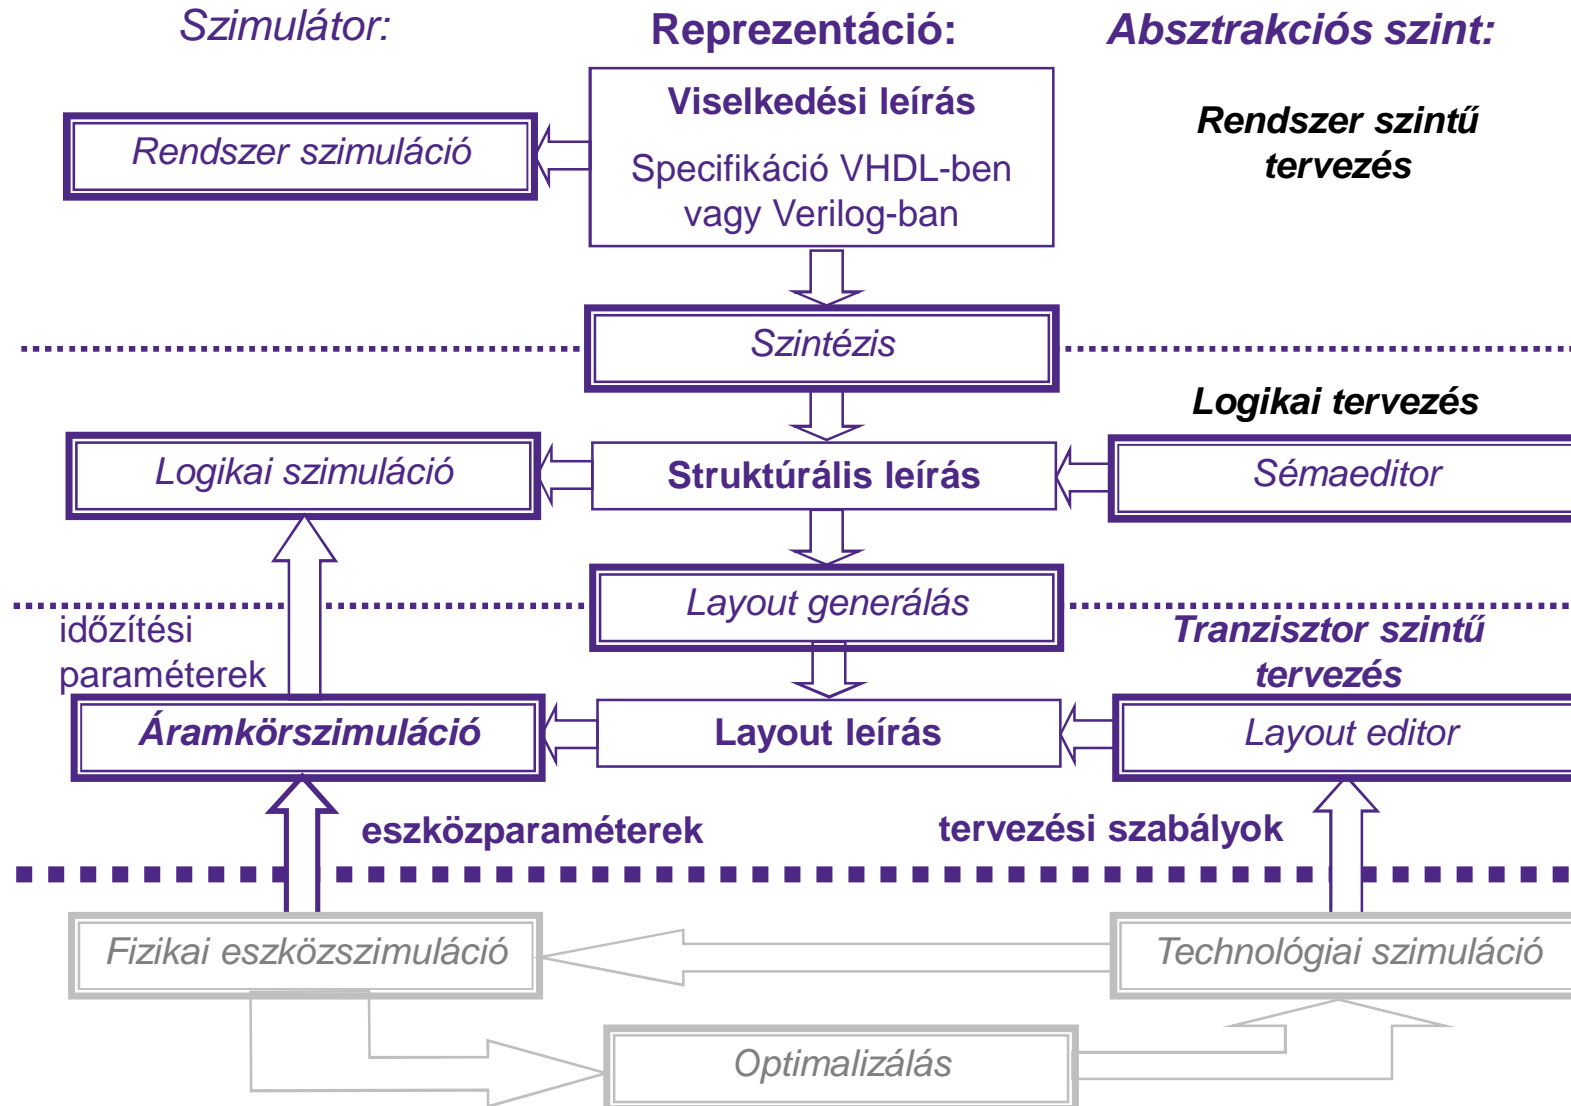 Szimulátor:
Reprezentáció:
Absztrakciós szint:
Viselkedési leírás
Specifikáció VHDL-ben
vagy Verilog-ban
Rendszer szimuláció
Rendszer szintű
tervezés
Szintézis
Logikai tervezés
Logikai szimuláció
Struktúrális leírás
Sémaeditor
Layout generálás
időzítési
paraméterek
Tranzisztor szintű
tervezés
Áramkörszimuláció
Layout leírás
Layout editor
eszközparaméterek
tervezési szabályok
Fizikai eszközszimuláció
Technológiai szimuláció
Optimalizálás